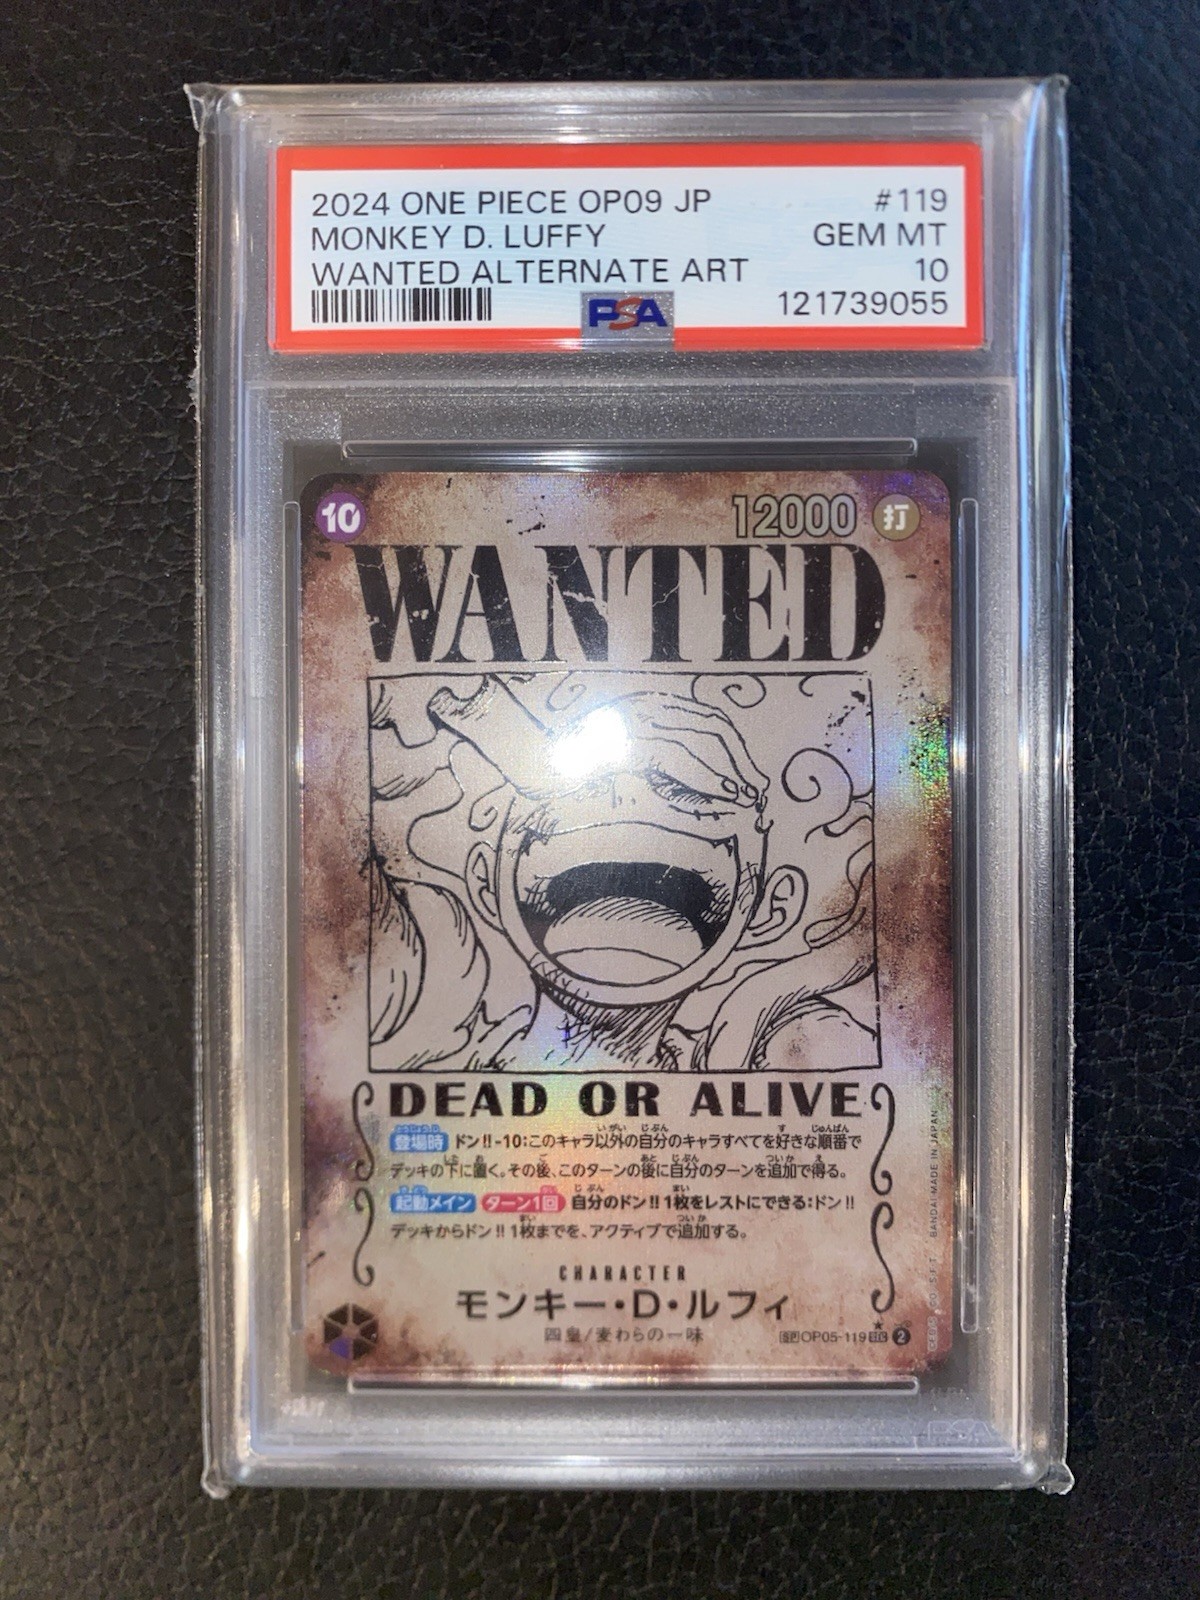 2024 ONE PIECE OP09 JP #119
MONKEY D. LUFFY GEM MT
WANTED ALTERNATE ART 10
PSA 121739055
10 12000 打
WANTED
DEAD OR ALIVE
登場時 ドン!!-10:このキャラ以外の自分のキャラすべてを好きな順番で
デッキの下に置く。その後、このターンの後に自分のターンを追加で得る。
起動メイン ターン1回 自分のドン!!1枚をレストにできる:ドン!!
デッキからドン!!1枚までを、アクティブで追加する。
CHARACTER
モンキー・D・ルフィ
四皇/麦わらの一味
SP OP05-119 SEC 2
BANDAI MADE IN JAPAN